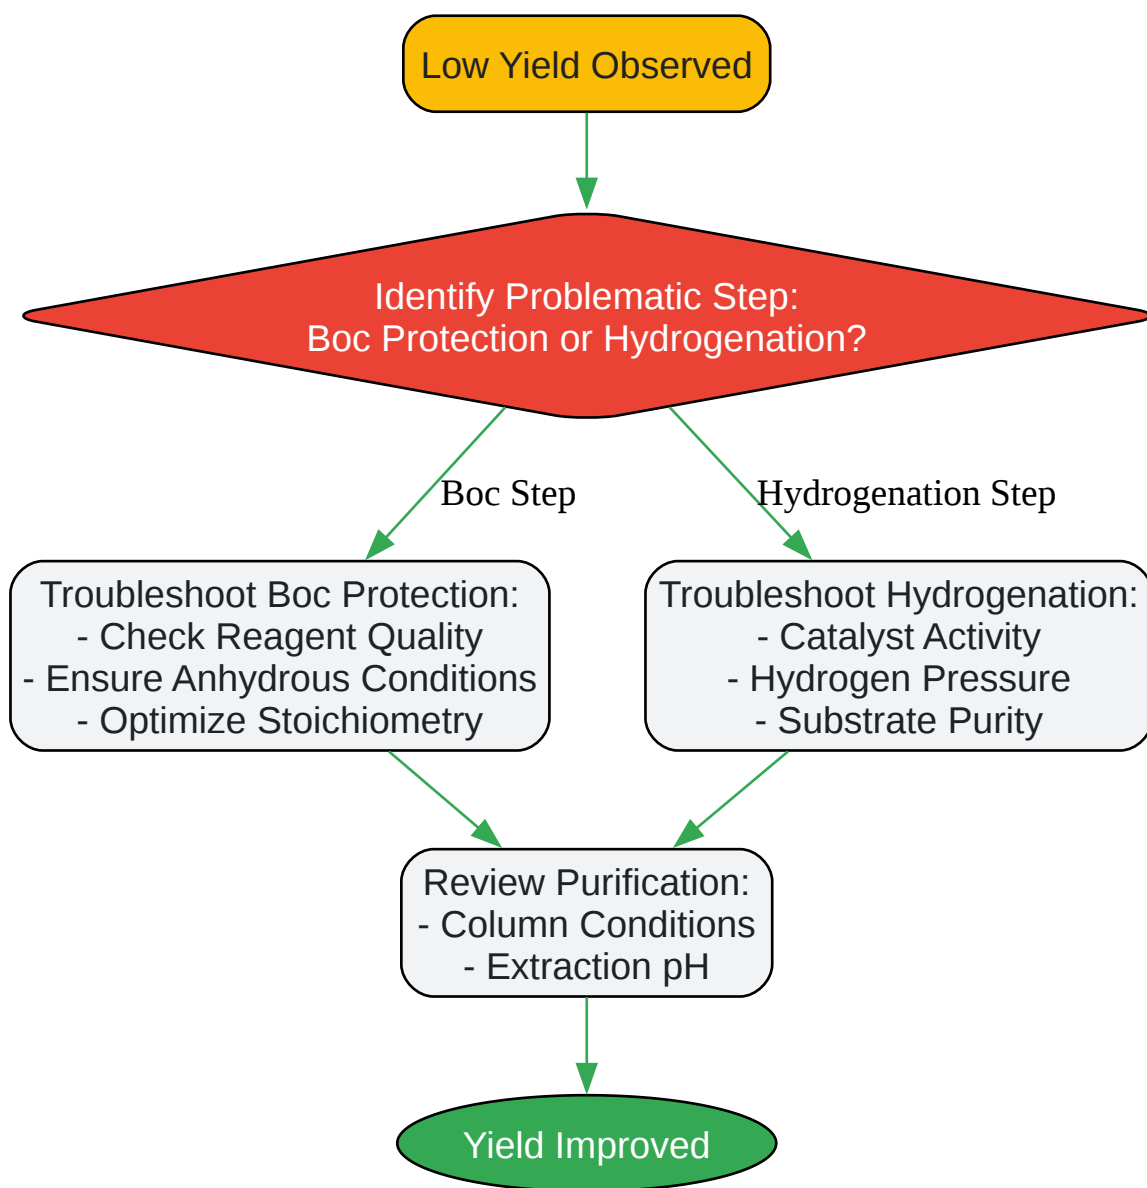 Low Yield Observed
Identify Problematic Step:
Boc Protection or Hydrogenation?
Boc Step
Hydrogenation Step
Troubleshoot Boc Protection:
- Check Reagent Quality
- Ensure Anhydrous Conditions
- Optimize Stoichiometry
Troubleshoot Hydrogenation:
- Catalyst Activity
- Hydrogen Pressure
- Substrate Purity
Review Purification:
- Column Conditions
- Extraction pH
Yield Improved